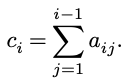 $c_i = \sum_{j=1}^{i-1} a_{ij}.$